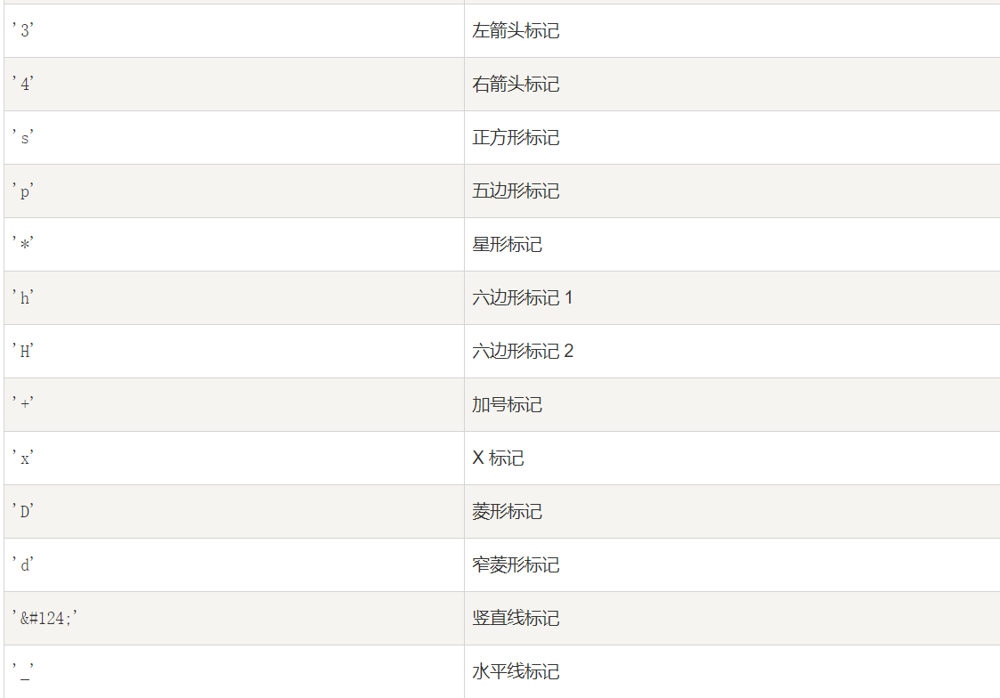 '3' 左箭头标记
'4' 右箭头标记
's' 正方形标记
'p' 五边形标记
'*' 星形标记
'h' 六边形标记 1
'H' 六边形标记 2
'+' 加号标记
'x' X 标记
'D' 菱形标记
'd' 窄菱形标记
'&#124;' 竖直线标记
'_' 水平线标记